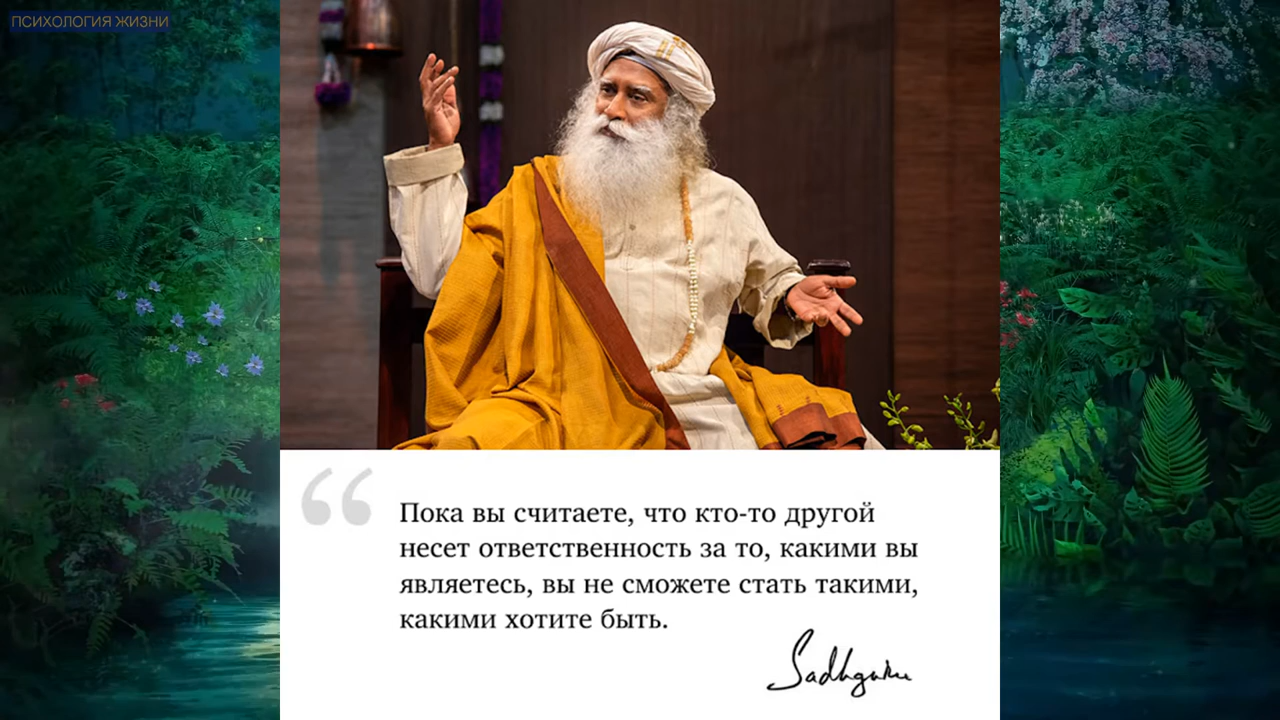 ПСИХОЛОГИЯ ЖИЗНИ
Пока вы считаете, что кто-то другой
несет ответственность за то, какими вы
являетесь, вы не сможете стать такими,
какими хотите быть.
Sadhguru